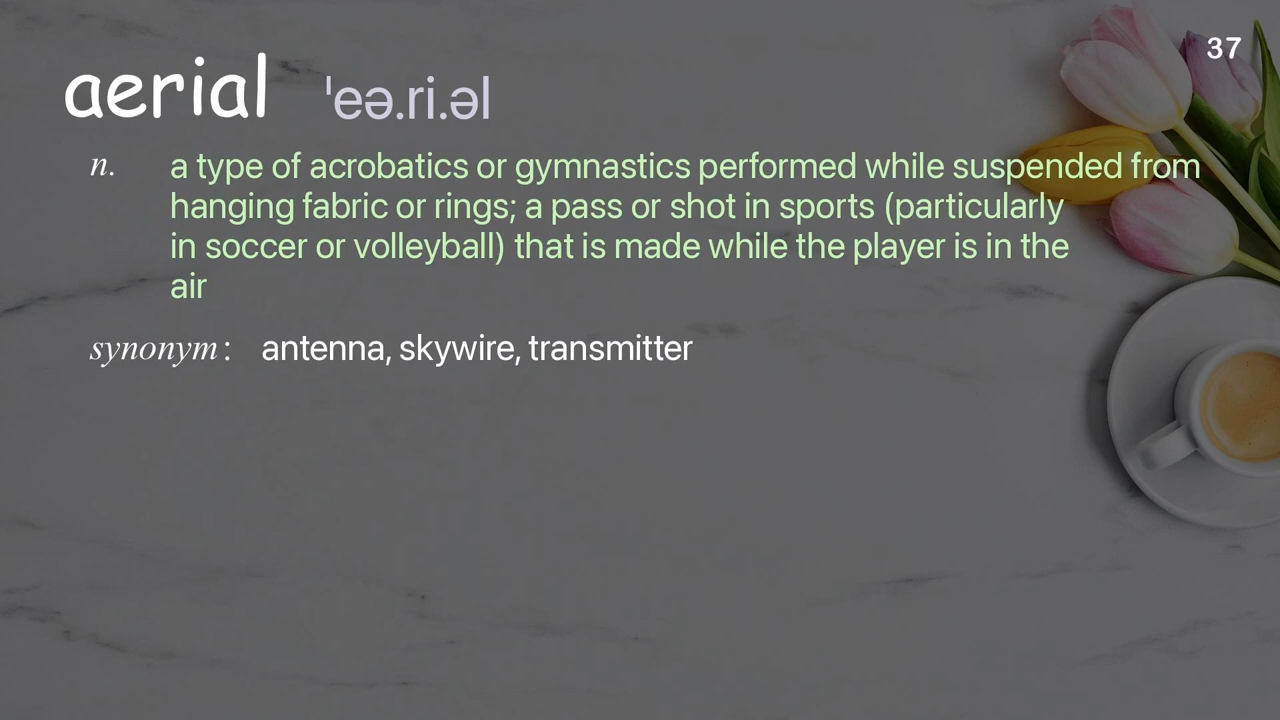 37
aerial ˈeə.ri.əl
n. a type of acrobatics or gymnastics performed while suspended from
hanging fabric or rings; a pass or shot in sports (particularly
in soccer or volleyball) that is made while the player is in the
air
synonym: antenna, skywire, transmitter